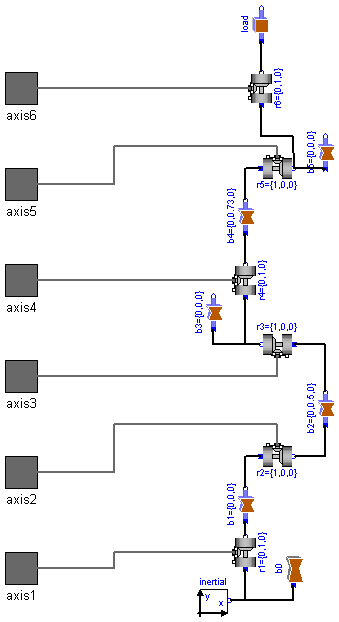 load
r6={0,1,0}
axis6
b5={0,0,0}
axis5
r5={1,0,0}
b4={0,0.73,0}
axis4
r4={0,1,0}
b3={0,0,0}
r3={1,0,0}
axis3
b2={0,0.5,0}
axis2
r2={1,0,0}
b1={0,0,0}
axis1
r1={0,1,0}
b0
inertial
y
x